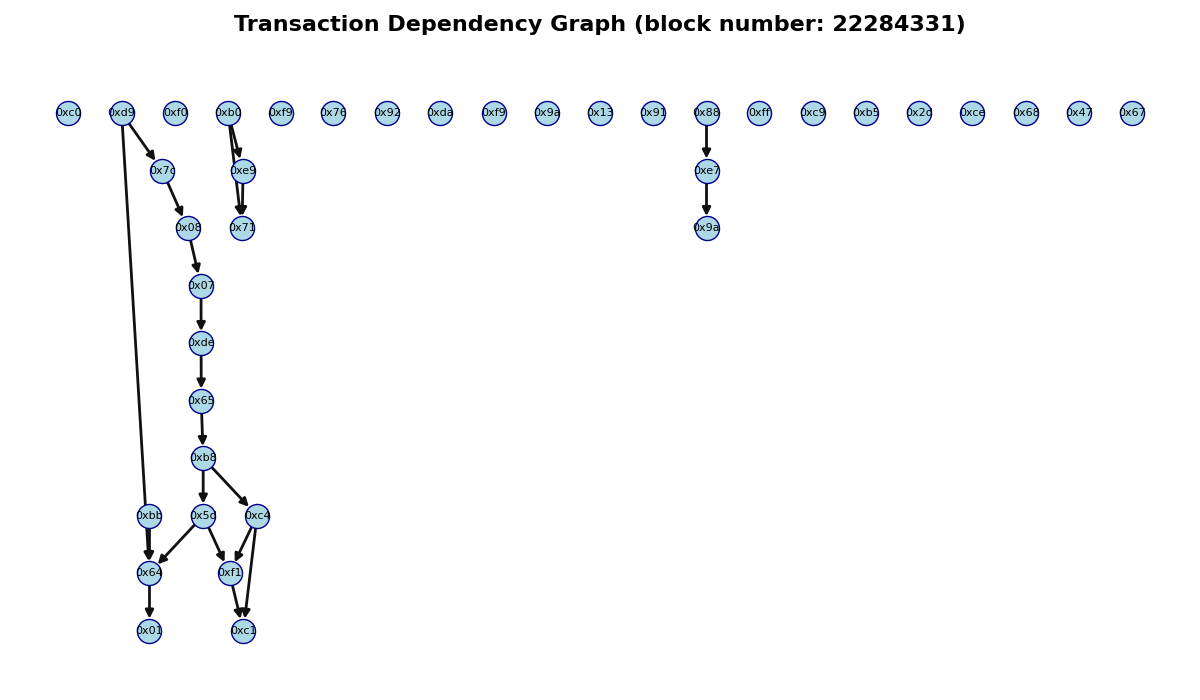 Transaction Dependency Graph (block number: 22284331)
0xc0 0xd9 0xf0 0xb0 0xf9 0x76 0x92 0xda 0xf9 0x9a 0x13 0x91 0x88 0xff 0xc9 0xb5 0x2d 0xce 0x68 0x47 0x67
0x7c 0xe9 0xe7
0x08 0x71 0x9a
0x07
0xde
0x65
0xb8
0xbb 0x5d 0xc4
0x64 0xf1
0x01 0xc1